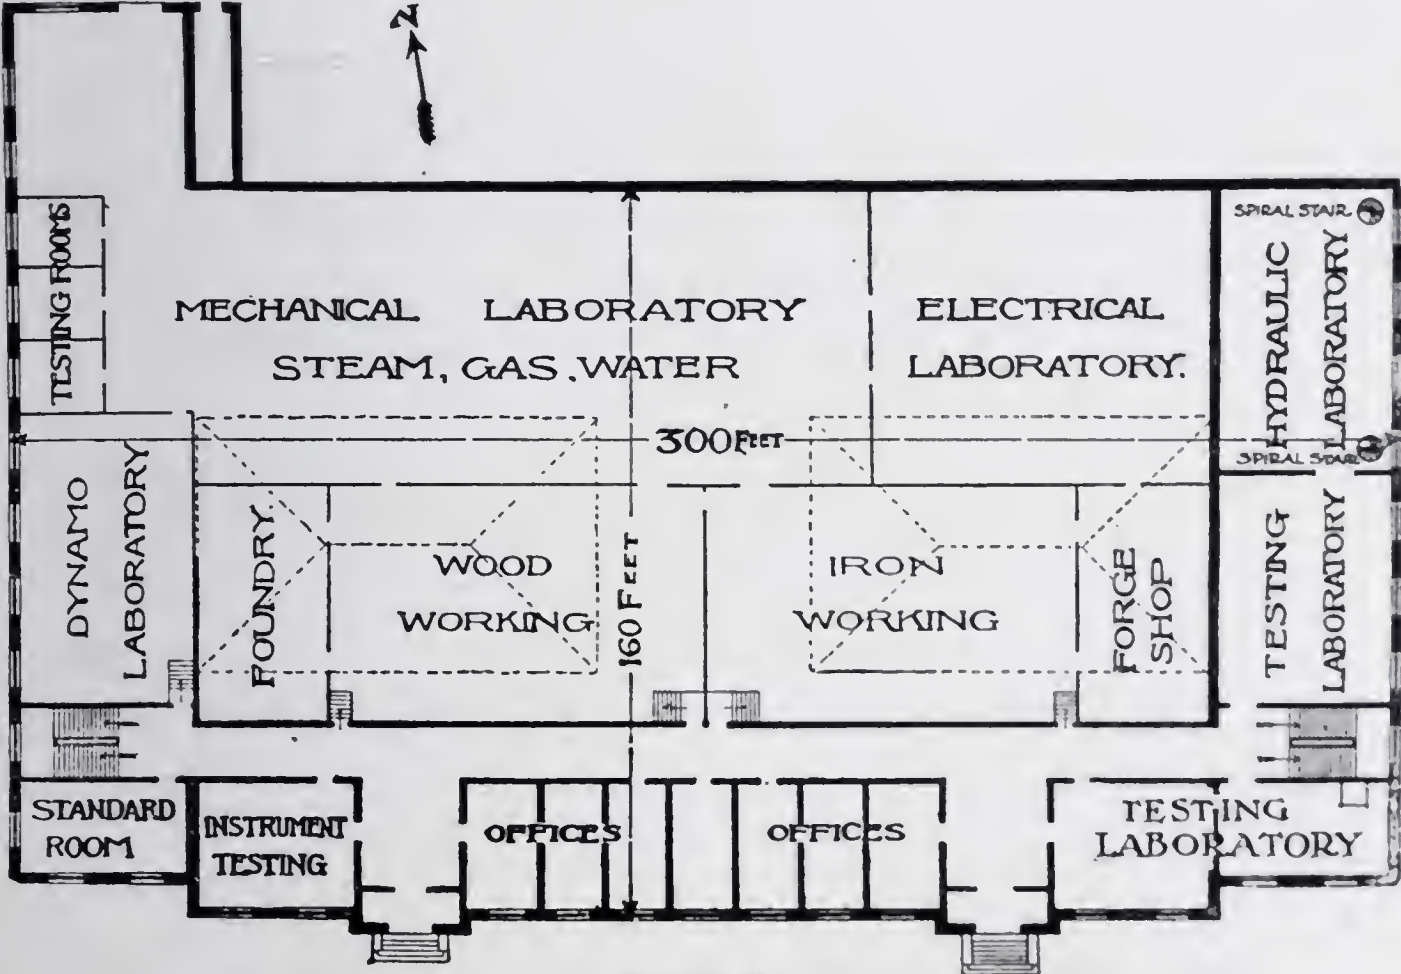 N
SPIRAL STAIR
TESTING ROOMS
MECHANICAL LABORATORY
STEAM, GAS, WATER
ELECTRICAL
LABORATORY.
HYDRAULIC
LABORATORY
300 FEET
SPIRAL STAIR
DYNAMO
LABORATORY
FOUNDRY.
WOOD
WORKING
160 FEET
IRON
WORKING
FORGE
SHOP
TESTING
LABORATORY
STANDARD
ROOM
INSTRUMENT
TESTING
OFFICES
OFFICES
TESTING
LABORATORY